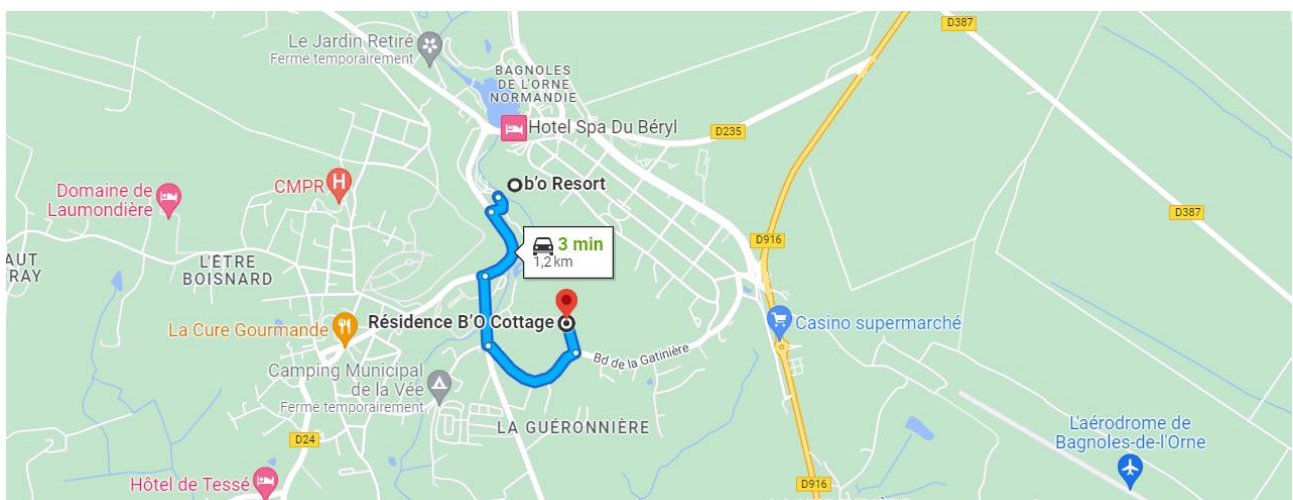 D387
Le Jardin Retiré
Fermé temporairement
BAGNOLES
DE L'ORNE
NORMANDIE
Hotel Spa Du Béryl
D235
CMPR
b'o Resort
Domaine de
Laumondière
D387
3 min
1,2 km
D916
AUT
RAY
L'ÊTRE
BOISNARD
La Cure Gourmande
Résidence B'O Cottage
Casino supermarché
Bd de la Gatinière
Camping Municipal
de la Vée
Fermé temporairement
LA GUÉRONNIÈRE
D24
L'aérodrome de
Bagnoles-de-l'Orne
Hôtel de Tessé
D916